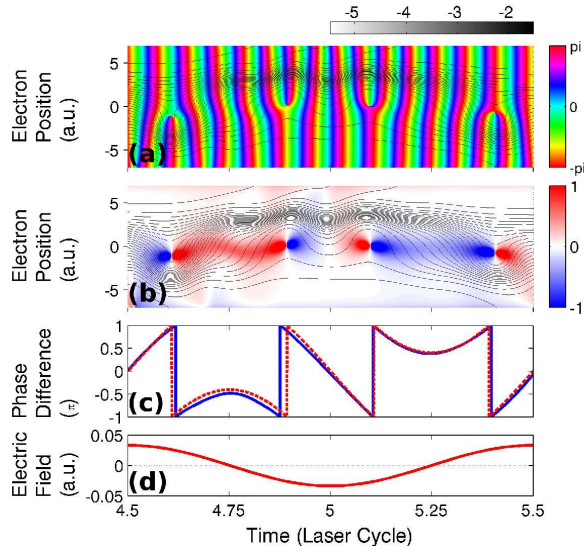 -5 -4 -3 -2
Electron
Position
(a.u.)
5
0
-5
(a)
pi
0
-pi
Electron
Position
(a.u.)
5
0
-5
(b)
1
0
-1
Phase
Difference
(π)
1
0.5
0
-0.5
-1
(c)
Electric
Field
(a.u.)
0.05
0
-0.05
(d)
4.5 4.75 5 5.25 5.5
Time (Laser Cycle)